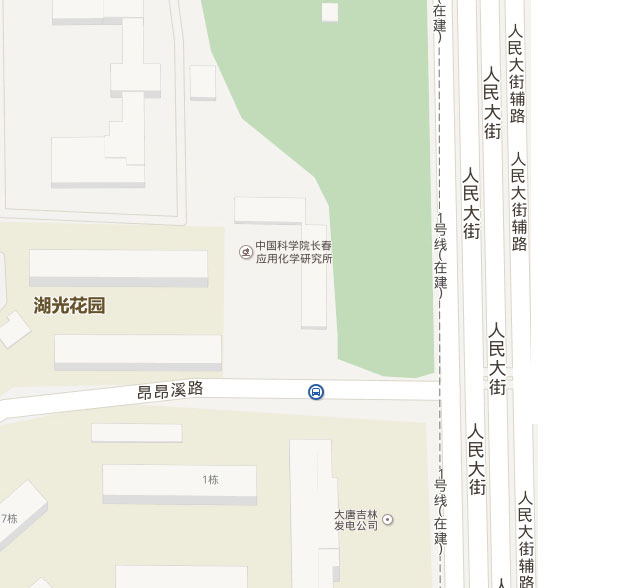 (在建)
人民大街辅路
人民大街
人民大街辅路
人民大街
1号线(在建)
中国科学院长春
应用化学研究所
湖光花园
人民大街
昂昂溪路
人民大街
1栋
1号线(在建)
人民大街辅路
大唐吉林
发电公司
7栋
人